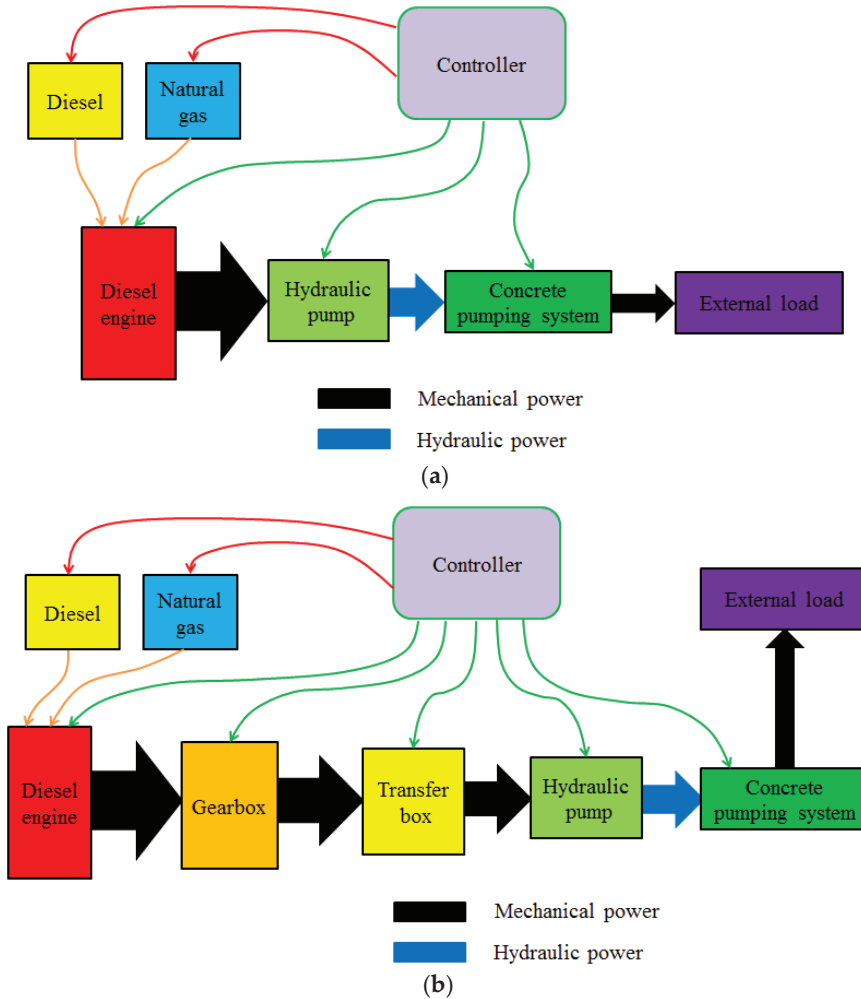 Controller
Diesel
Natural
gas
Diesel
engine
Hydraulic
pump
Concrete
pumping system
External load
Mechanical power
Hydraulic power
(a)
Controller
Diesel
Natural
gas
External load
Diesel
engine
Gearbox
Transfer
box
Hydraulic
pump
Concrete
pumping system
Mechanical power
Hydraulic power
(b)